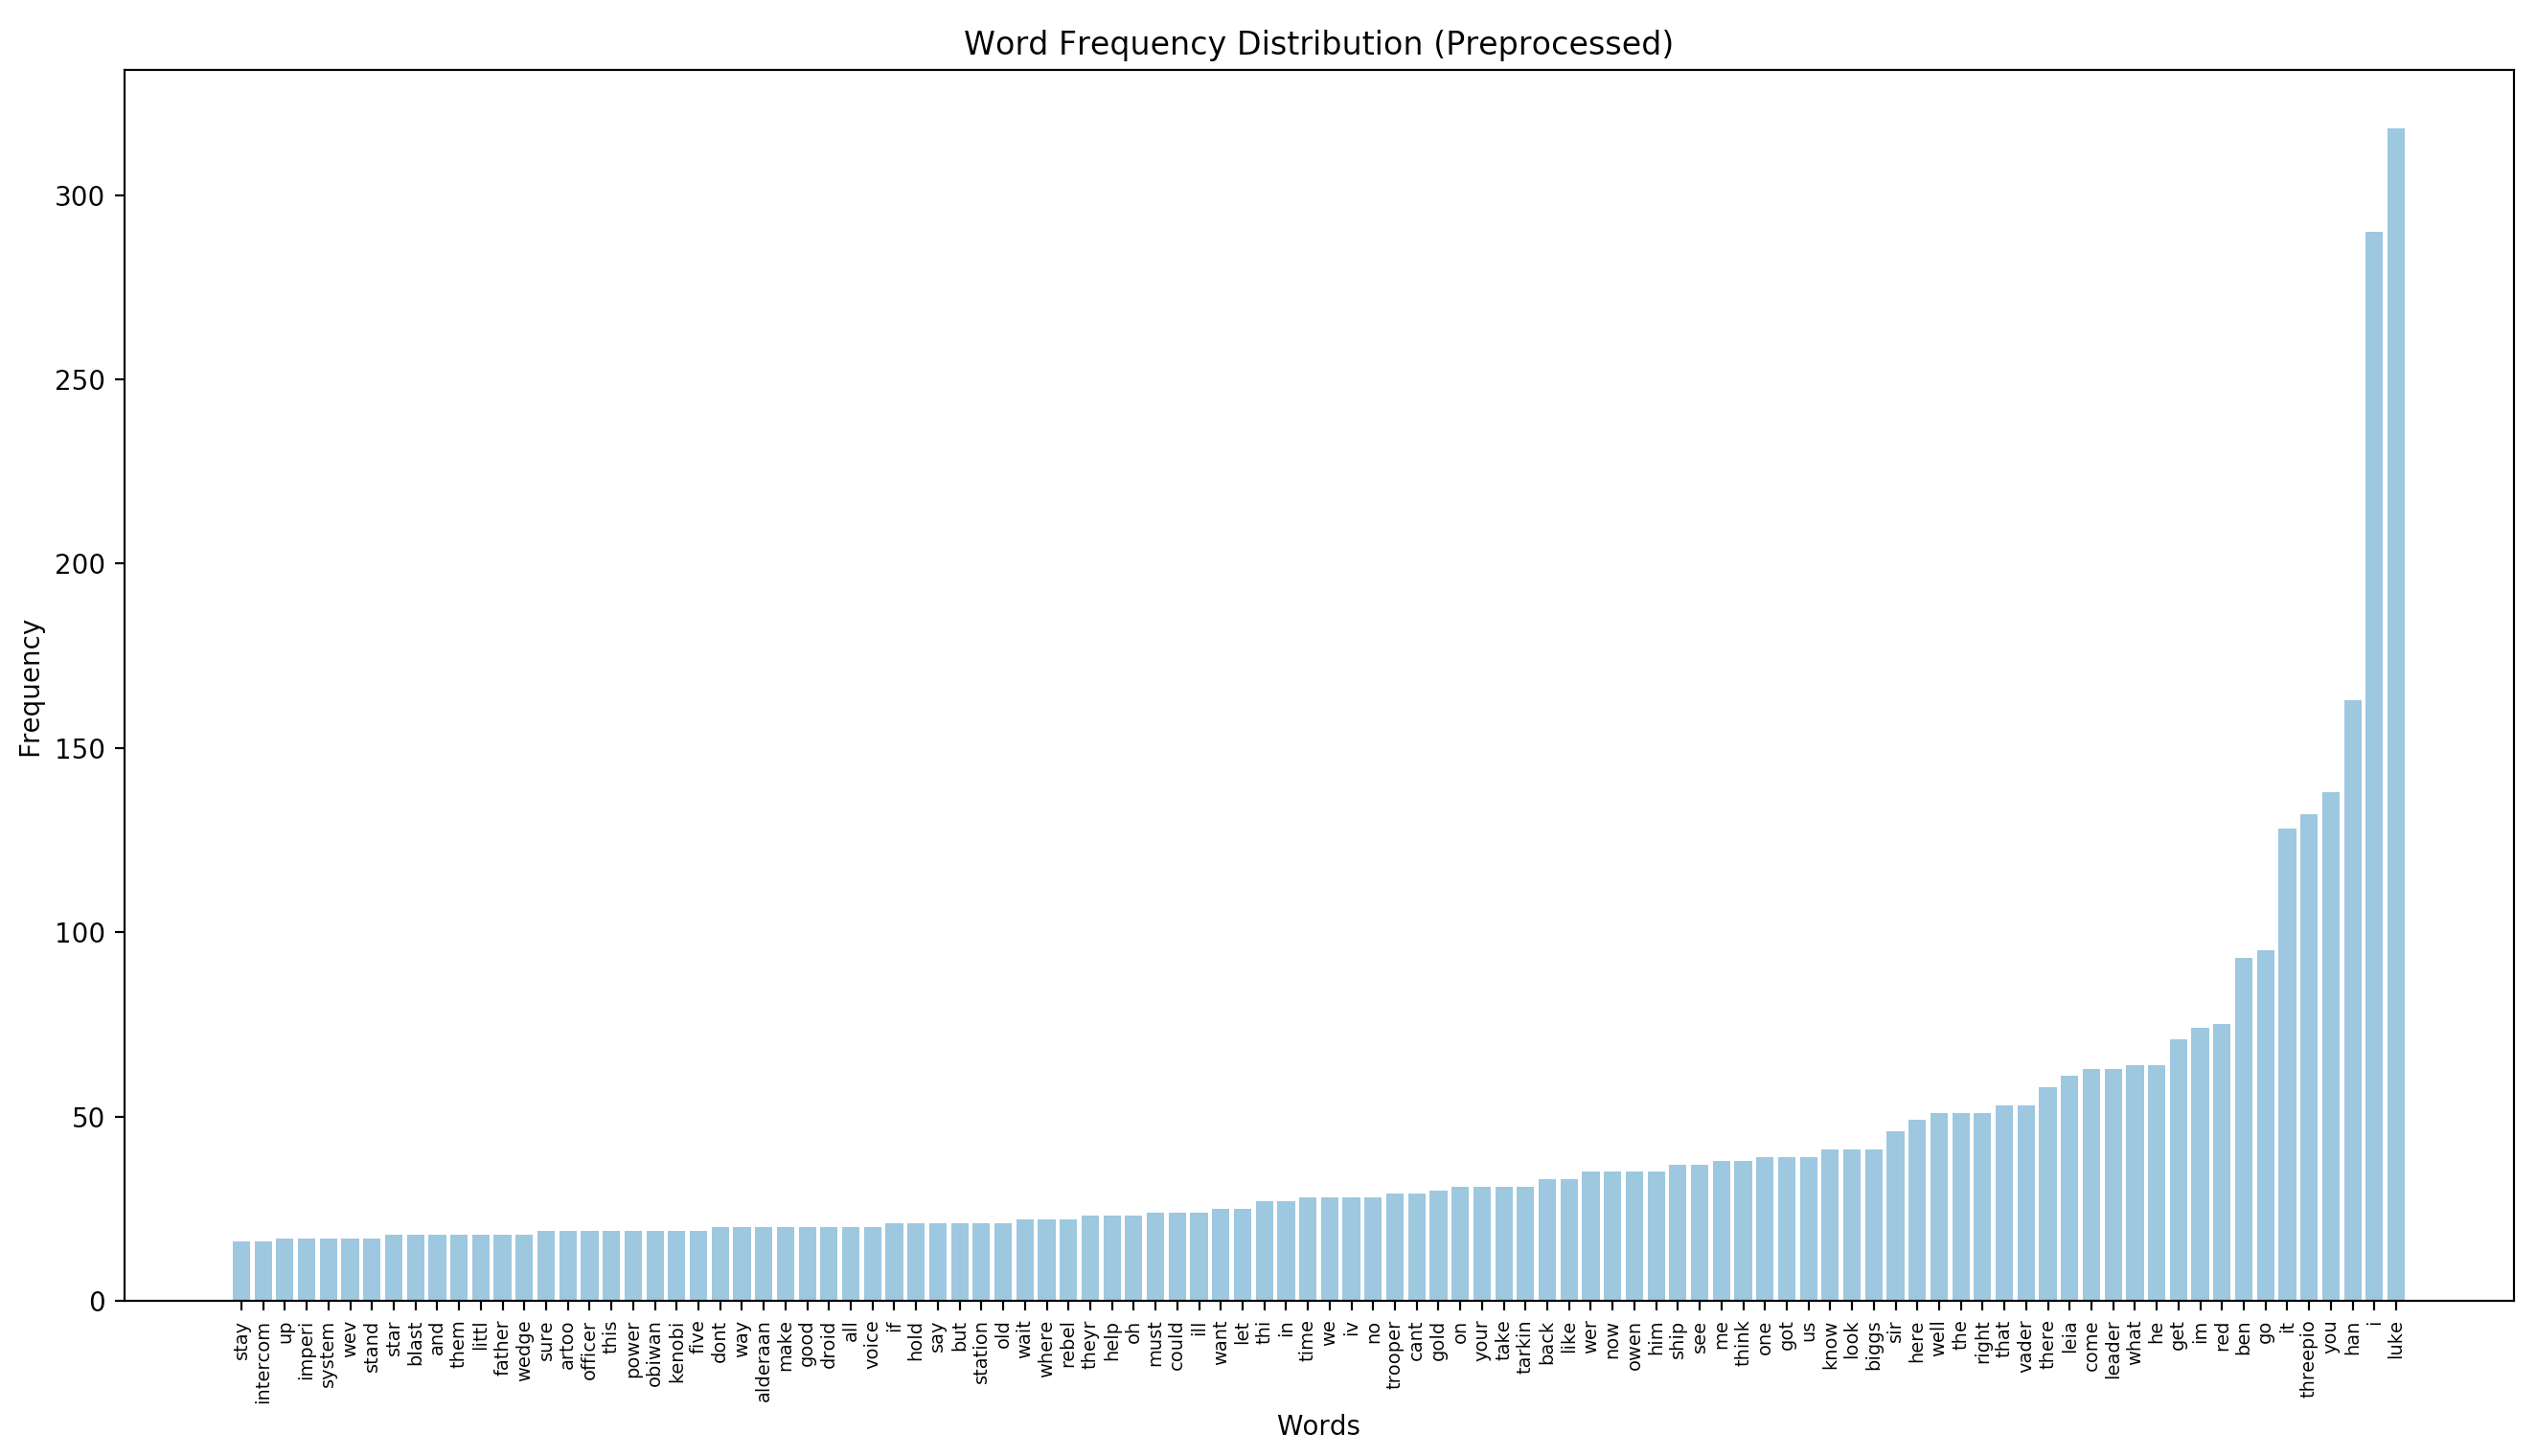 Word Frequency Distribution (Preprocessed)
300
250
200
150
100
50
0
Frequency
stay
intercom
up
imperi
system
wev
stand
star
blast
and
them
littl
father
wedge
sure
artoo
officer
this
power
obiwan
kenobi
five
dont
way
alderaan
make
good
droid
all
voice
if
hold
say
but
station
old
wait
where
rebel
theyr
help
oh
must
could
ill
want
let
thi
in
time
we
iv
no
trooper
cant
gold
on
your
take
tarkin
back
like
wer
now
owen
him
ship
see
me
think
one
got
us
know
look
biggs
sir
here
well
the
right
that
vader
there
leia
come
leader
what
he
get
im
red
ben
go
it
threepio
you
han
i
luke
Words